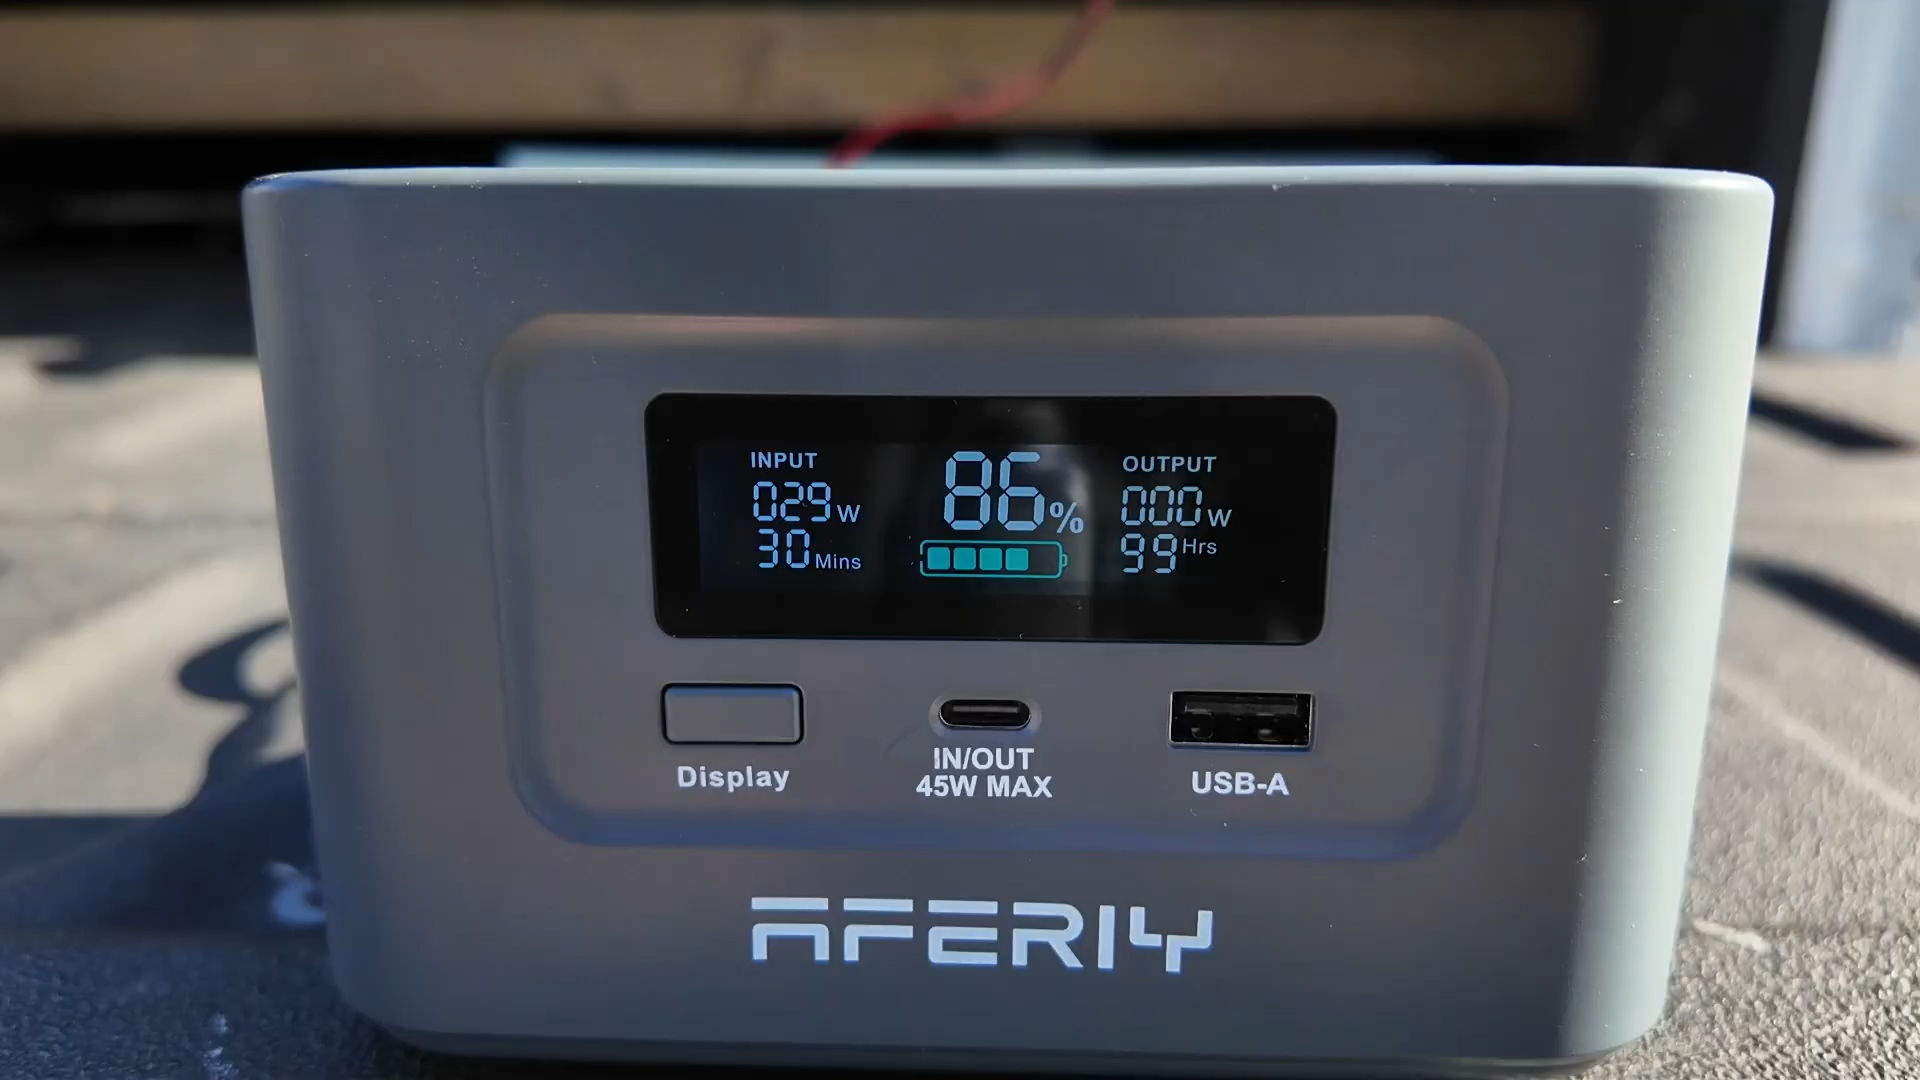 INPUT
029W
30Mins
86%
OUTPUT
000W
99Hrs
Display
IN/OUT
45W MAX
USB-A
AFERIY